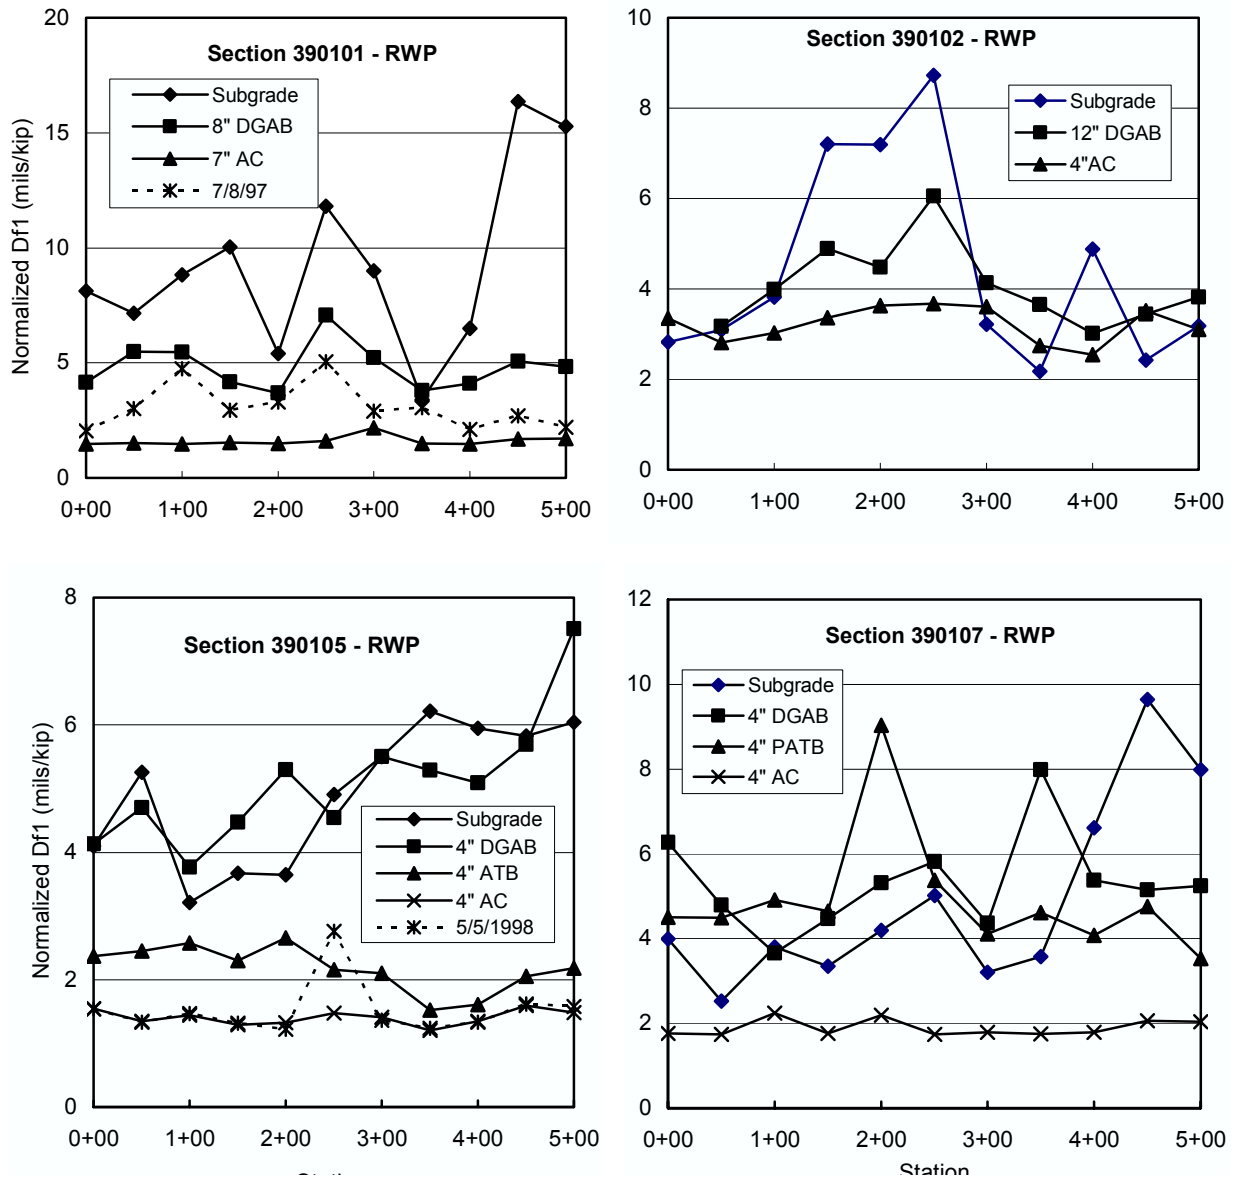 Section 390101 - RWP
Normalized Df1 (mils/kip)
20
15
10
5
0
Subgrade
8" DGAB
7" AC
7/8/97
0+00 1+00 2+00 3+00 4+00 5+00
Section 390102 - RWP
10
8
6
4
2
0
Subgrade
12" DGAB
4"AC
0+00 1+00 2+00 3+00 4+00 5+00
Section 390105 - RWP
Normalized Df1 (mils/kip)
8
6
4
2
0
Subgrade
4" DGAB
4" ATB
4" AC
5/5/1998
0+00 1+00 2+00 3+00 4+00 5+00
Section 390107 - RWP
12
10
8
6
4
2
0
Subgrade
4" DGAB
4" PATB
4" AC
0+00 1+00 2+00 3+00 4+00 5+00
Station